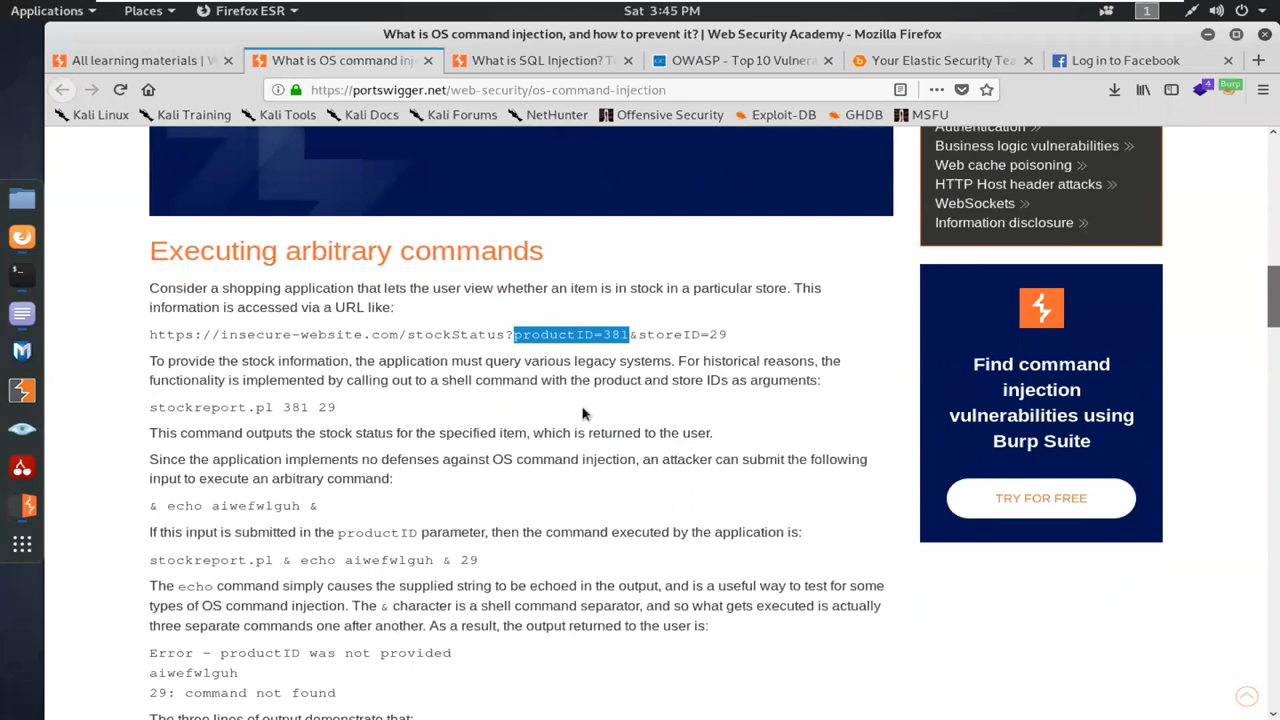 Applications Places Firefox ESR Sat 3:45 PM 1
What is OS command injection, and how to prevent it? | Web Security Academy - Mozilla Firefox
All learning materials | What is OS command inj What is SQL Injection? T OWASP - Top 10 Vulnera Your Elastic Security Te Log in to Facebook
https://portswigger.net/web-security/os-command-injection 4 Burp
Kali Linux Kali Training Kali Tools Kali Docs Kali Forums NetHunter Offensive Security Exploit-DB GHDB MSFU
Authentication
Business logic vulnerabilities
Web cache poisoning
HTTP Host header attacks
WebSockets
Information disclosure
Executing arbitrary commands
Consider a shopping application that lets the user view whether an item is in stock in a particular store. This
information is accessed via a URL like:
https://insecure-website.com/stockStatus?productID=381&storeID=29
To provide the stock information, the application must query various legacy systems. For historical reasons, the
functionality is implemented by calling out to a shell command with the product and store IDs as arguments:
stockreport.pl 381 29
This command outputs the stock status for the specified item, which is returned to the user.
Since the application implements no defenses against OS command injection, an attacker can submit the following
input to execute an arbitrary command:
& echo aiwefwlguh &
If this input is submitted in the productID parameter, then the command executed by the application is:
stockreport.pl & echo aiwefwlguh & 29
The echo command simply causes the supplied string to be echoed in the output, and is a useful way to test for some
types of OS command injection. The & character is a shell command separator, and so what gets executed is actually
three separate commands one after another. As a result, the output returned to the user is:
Error - productID was not provided
aiwefwlguh
29: command not found
The three lines of output demonstrate that:
Find command
injection
vulnerabilities using
Burp Suite
TRY FOR FREE